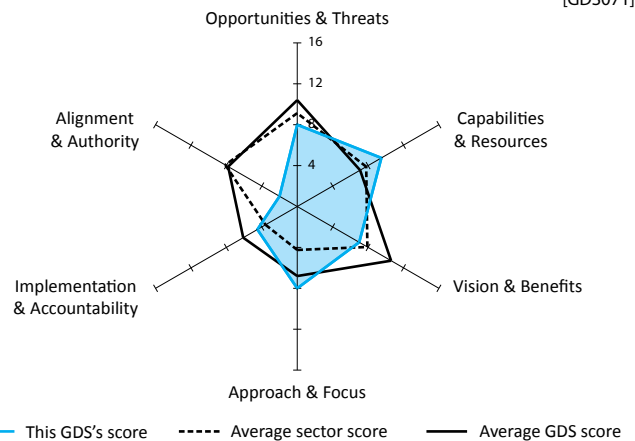 [GDS071]
Opportunities & Threats
16
12
8
4
Alignment
& Authority
Capabilities
& Resources
Implementation
& Accountability
Vision & Benefits
Approach & Focus
This GDS's score
Average sector score
Average GDS score